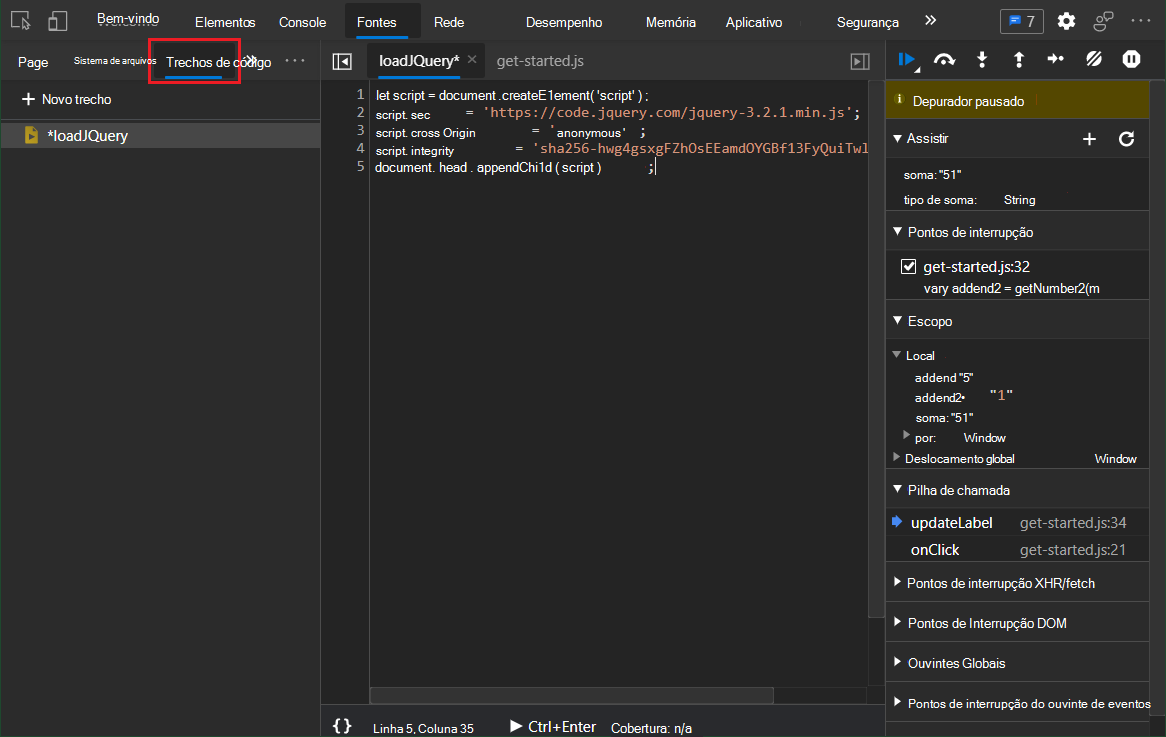 Bem-vindo Elementos Console Fontes Rede Desempenho Memória Aplicativo Segurança 7
Page Sistema de arquivos Trechos de código
loadJQuery* get-started.js
Novo trecho
*loadJQuery
1 let script = document .createE1ement( 'script' ) ;
2 script. sec = 'https://code.jquery.com/jquery-3.2.1.min.js';
3 script. cross Origin = `anonymous' ;
4 script. integrity = 'sha256-hwg4gsxgFZhOsEEamdOYGBf13FyQuiTwl
5 document. head . appendChi1d ( script ) ;
{} Linha 5, Coluna 35 Ctrl+Enter Cobertura: n/a
Depurador pausado
Assistir
soma: "51"
tipo de soma: String
Pontos de interrupção
get-started.js:32
vary addend2 = getNumber2(m
Escopo
Local
addend "5"
addend2• "1"
soma: "51"
por: Window
Deslocamento global Window
Pilha de chamada
updateLabel get-started.js:34
onClick get-started.js:21
Pontos de interrupção XHR/fetch
Pontos de Interrupção DOM
Ouvintes Globais
Pontos de interrupção do ouvinte de eventos